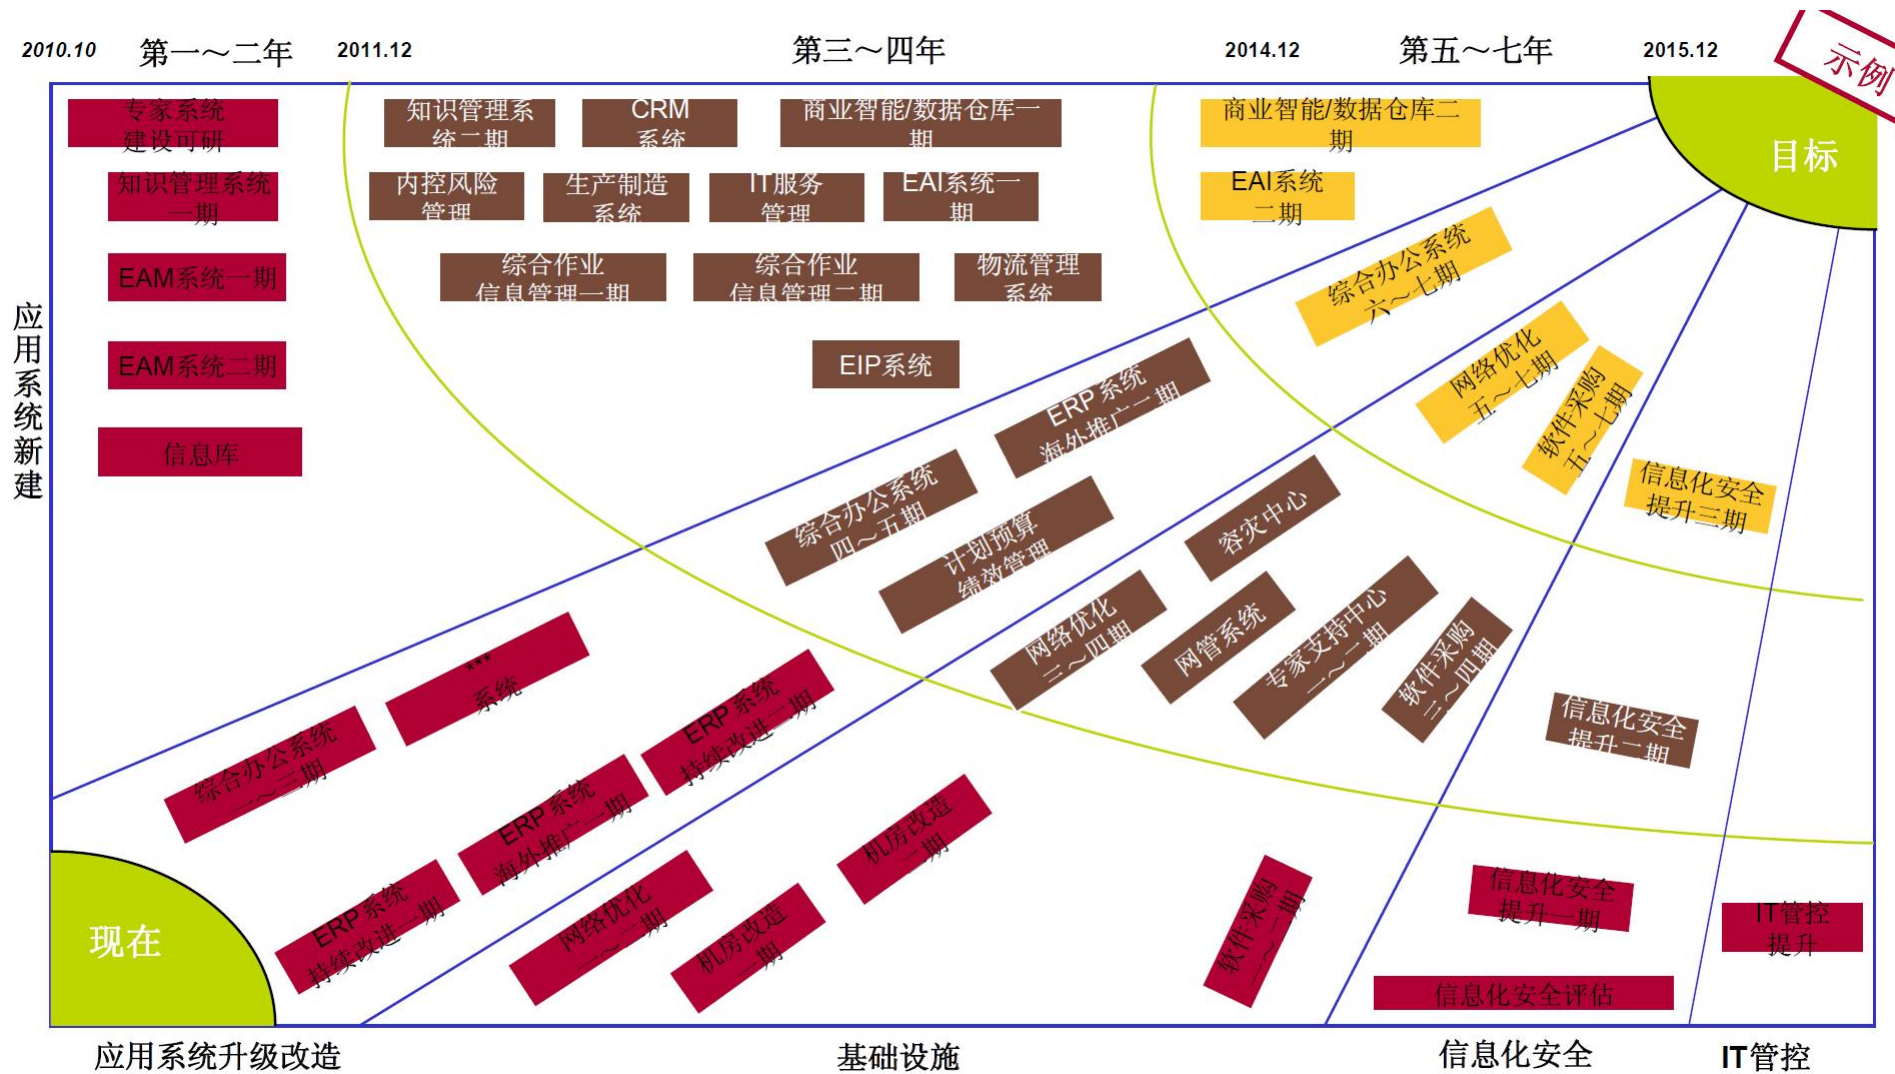 2010.10
第一～二年
2011.12
第三～四年
2014.12
第五～七年
2015.12
示例
专家系统
建设可研
知识管理系
统二期
CRM
系统
商业智能/数据仓库一
期
商业智能/数据仓库二
期
目标
知识管理系统
一期
内控风险
管理
生产制造
系统
IT服务
管理
EAI系统一
期
EAI系统
二期
EAM系统一期
综合作业
信息管理一期
综合作业
信息管理二期
物流管理
系统
综合办公系统
六～七期
应用系统新建
EAM系统二期
EIP系统
ERP系统
海外推广二期
网络优化
五～七期
软件采购
五～七期
信息库
综合办公系统
四～五期
计划预算
绩效管理
容灾中心
信息化安全
提升三期
网络优化
三～四期
网管系统
专家支持中心
一～二期
软件采购
三～四期
***
系统
综合办公系统
一～三期
ERP系统
持续改进二期
信息化安全
提升二期
ERP系统
海外推广一期
机房改造
二期
ERP系统
持续改进一期
网络优化
一～二期
机房改造
一期
软件采购
一～二期
信息化安全
提升一期
IT管控
提升
现在
信息化安全评估
应用系统升级改造
基础设施
信息化安全
IT管控